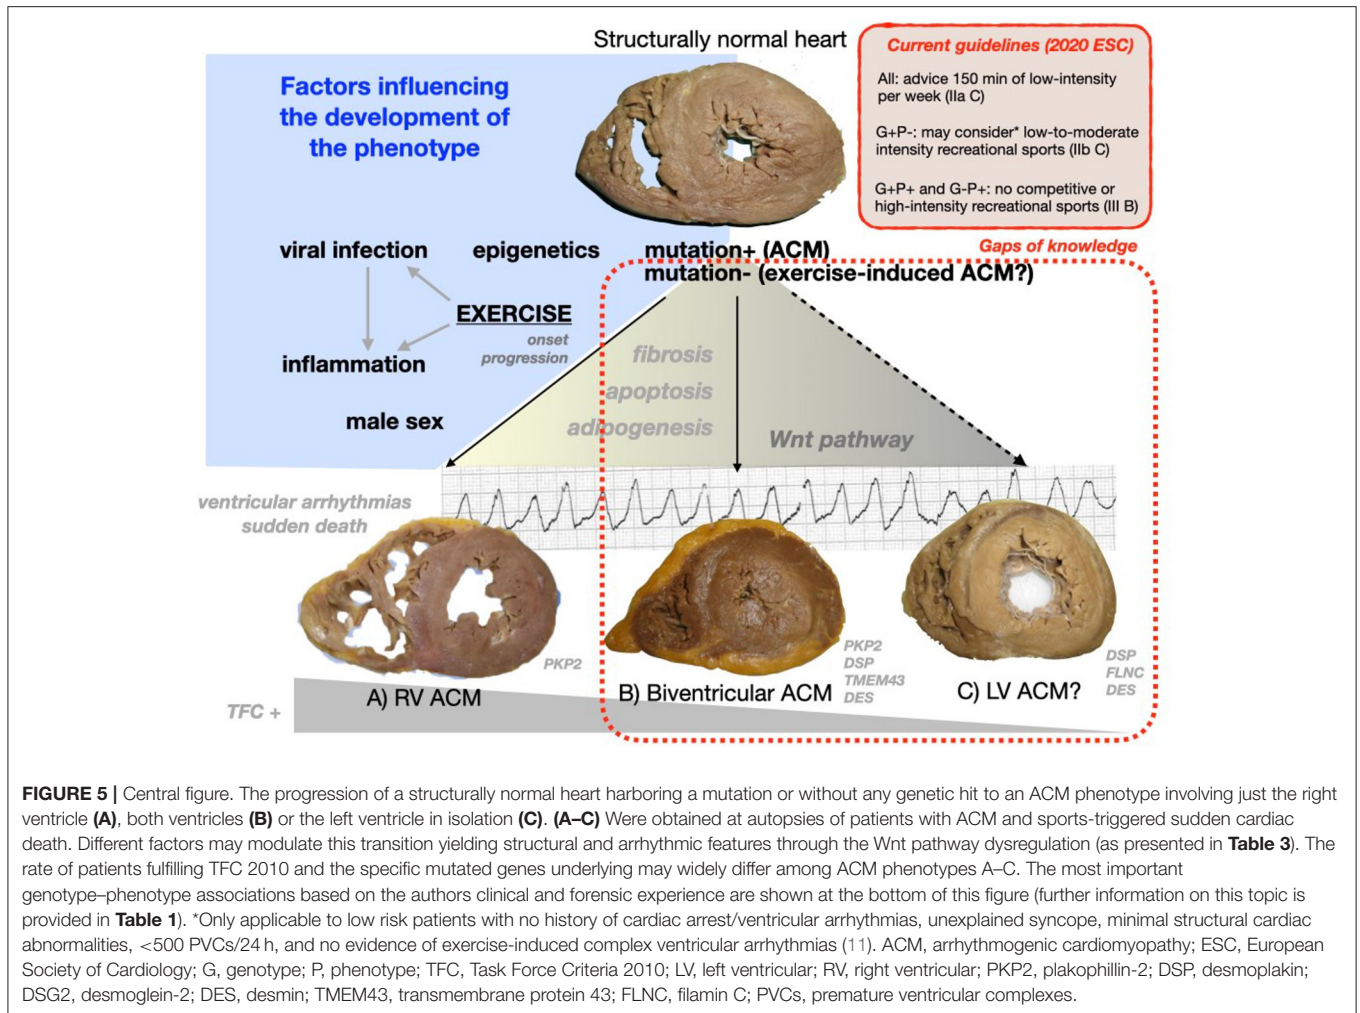 Structurally normal heart
Current guidelines (2020 ESC)
All: advice 150 min of low-intensity
per week (IIa C)
G+P-: may consider* low-to-moderate
intensity recreational sports (IIb C)
G+P+ and G-P+: no competitive or
high-intensity recreational sports (III B)
Factors influencing
the development of
the phenotype
Gaps of knowledge
viral infection
epigenetics
mutation+ (ACM)
mutation- (exercise-induced ACM?)
EXERCISE
onset
progression
inflammation
male sex
fibrosis
apoptosis
adipogenesis
Wnt pathway
ventricular arrhythmias
sudden death
PKP2
A) RV ACM
PKP2
DSP
TMEM43
DES
B) Biventricular ACM
DSP
FLNC
DES
C) LV ACM?
TFC +
FIGURE 5 | Central figure. The progression of a structurally normal heart harboring a mutation or without any genetic hit to an ACM phenotype involving just the right
ventricle (A), both ventricles (B) or the left ventricle in isolation (C). (A–C) Were obtained at autopsies of patients with ACM and sports-triggered sudden cardiac
death. Different factors may modulate this transition yielding structural and arrhythmic features through the Wnt pathway dysregulation (as presented in Table 3). The
rate of patients fulfilling TFC 2010 and the specific mutated genes underlying may widely differ among ACM phenotypes A–C. The most important
genotype–phenotype associations based on the authors clinical and forensic experience are shown at the bottom of this figure (further information on this topic is
provided in Table 1). *Only applicable to low risk patients with no history of cardiac arrest/ventricular arrhythmias, unexplained syncope, minimal structural cardiac
abnormalities, <500 PVCs/24 h, and no evidence of exercise-induced complex ventricular arrhythmias (11). ACM, arrhythmogenic cardiomyopathy; ESC, European
Society of Cardiology; G, genotype; P, phenotype; TFC, Task Force Criteria 2010; LV, left ventricular; RV, right ventricular; PKP2, plakophillin-2; DSP, desmoplakin;
DSG2, desmoglein-2; DES, desmin; TMEM43, transmembrane protein 43; FLNC, filamin C; PVCs, premature ventricular complexes.